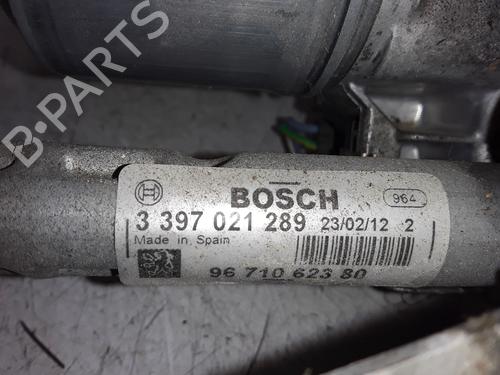 B-PARTS
BOSCH
964
3 397 021 289 23/02/12 2
Made in Spain
96 710 623 80